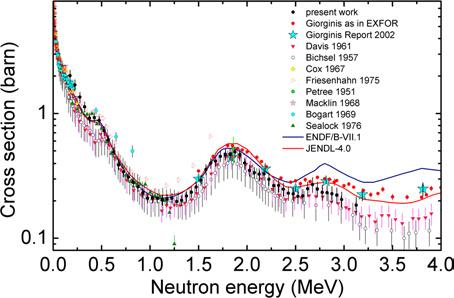 present work
Giorginis as in EXFOR
Giorginis Report 2002
Davis 1961
Bichsel 1957
Cox 1967
Friesenhahn 1975
Petree 1951
Macklin 1968
Bogart 1969
Sealock 1976
ENDF/B-VII.1
JENDL-4.0
Cross section (barn)
1
0.1
0.0 0.5 1.0 1.5 2.0 2.5 3.0 3.5 4.0
Neutron energy (MeV)